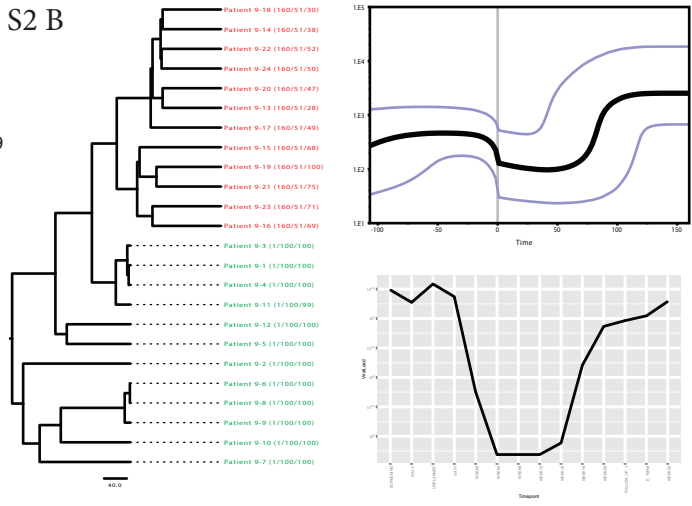 S2 B
9
Patient 9-18 (160/51/30)
Patient 9-14 (160/51/38)
Patient 9-22 (160/51/52)
Patient 9-24 (160/51/50)
Patient 9-20 (160/51/47)
Patient 9-13 (160/51/28)
Patient 9-17 (160/51/49)
Patient 9-15 (160/51/68)
Patient 9-19 (160/51/100)
Patient 9-21 (160/51/75)
Patient 9-23 (160/51/71)
Patient 9-16 (160/51/69)
Patient 9-3 (1/100/100)
Patient 9-1 (1/100/100)
Patient 9-4 (1/100/100)
Patient 9-11 (1/100/99)
Patient 9-12 (1/100/100)
Patient 9-5 (1/100/100)
Patient 9-2 (1/100/100)
Patient 9-6 (1/100/100)
Patient 9-8 (1/100/100)
Patient 9-9 (1/100/100)
Patient 9-10 (1/100/100)
Patient 9-7 (1/100/100)
40.0
1.E5
1.E4
1.E3
1.E2
1.E1
-100 -50 0 50 100 150
Time
Viral Load
Timepoint